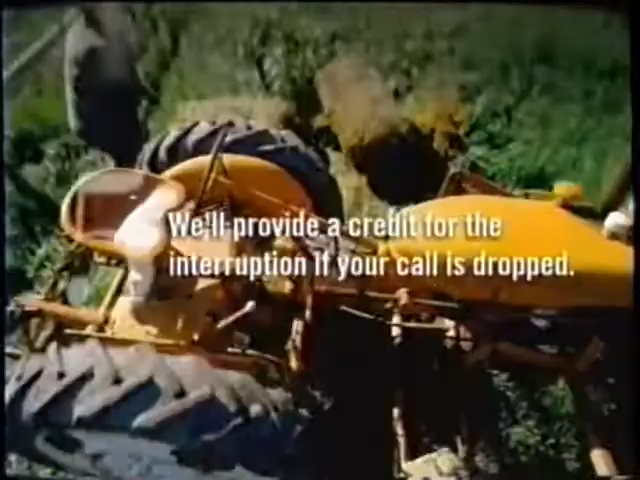 We'll provide a credit for the
interruption if your call is dropped.